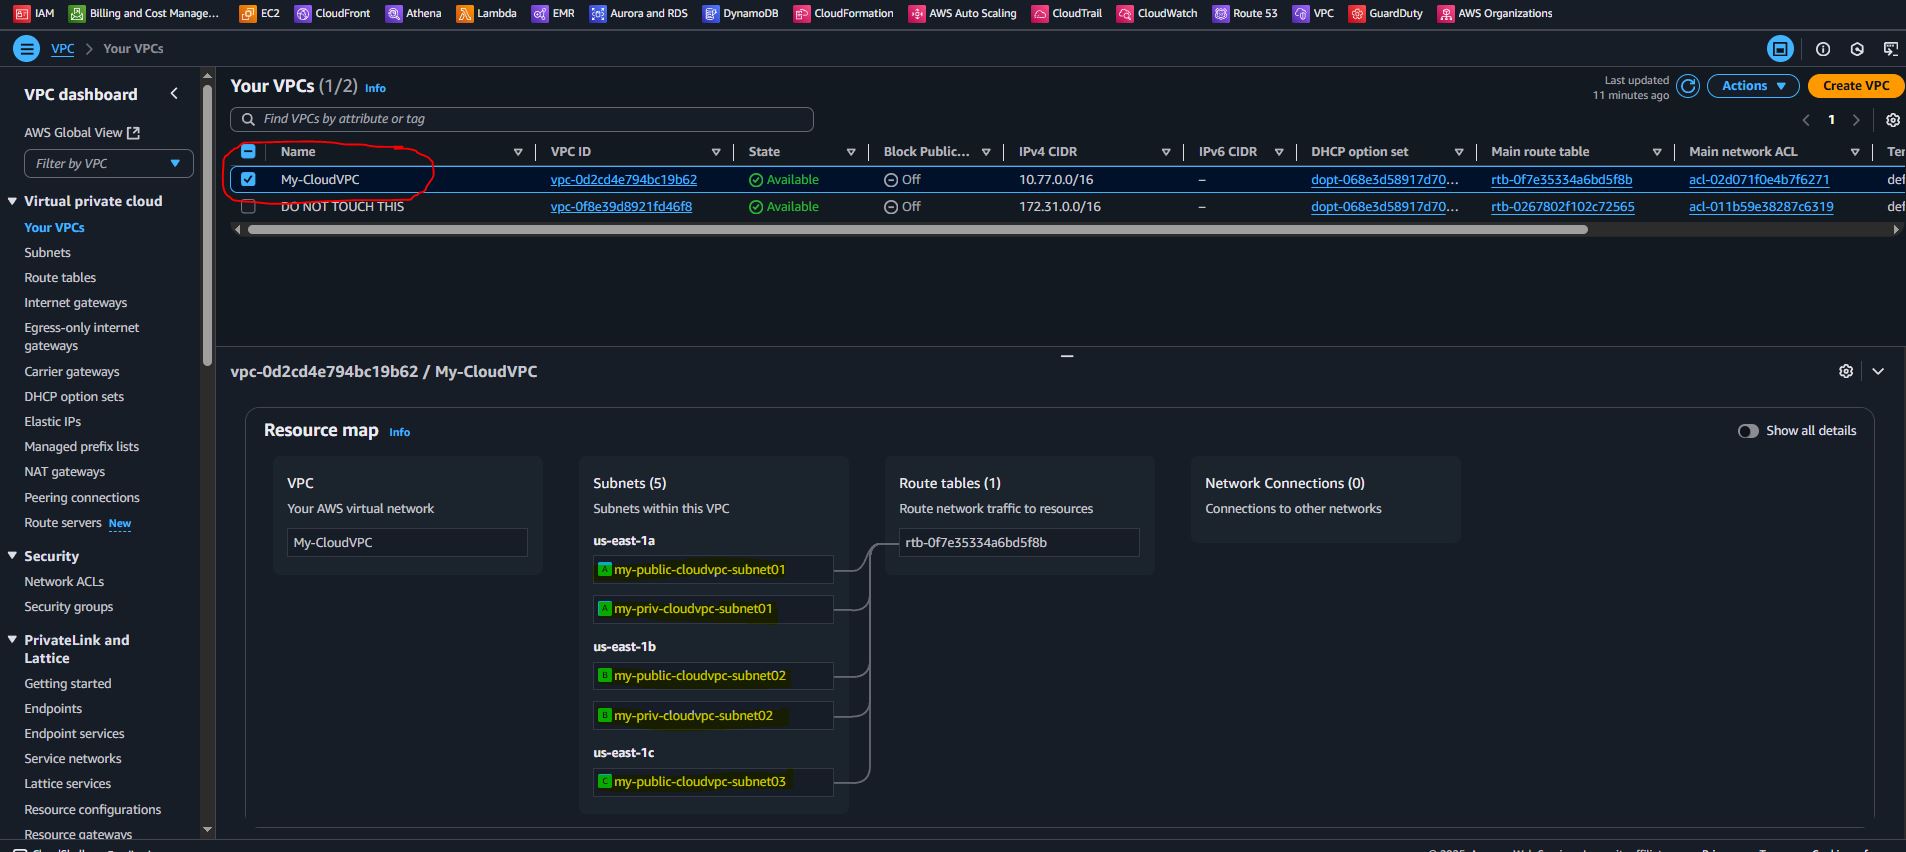 IAM Billing and Cost Manage... EC2 CloudFront Athena Lambda EMR Aurora and RDS DynamoDB CloudFormation AWS Auto Scaling CloudTrail CloudWatch Route 53 VPC GuardDuty AWS Organizations
VPC Your VPCs
VPC dashboard
AWS Global View
Filter by VPC
Virtual private cloud
Your VPCs
Subnets
Route tables
Internet gateways
Egress-only internet
gateways
Carrier gateways
DHCP option sets
Elastic IPs
Managed prefix lists
NAT gateways
Peering connections
Route servers New
Security
Network ACLs
Security groups
PrivateLink and
Lattice
Getting started
Endpoints
Endpoint services
Service networks
Lattice services
Resource configurations
Resource gateways
Your VPCs (1/2) Info
Last updated
11 minutes ago
Actions
Create VPC
Find VPCs by attribute or tag
1
Name VPC ID State Block Public... IPv4 CIDR IPv6 CIDR DHCP option set Main route table Main network ACL Ter
My-CloudVPC vpc-0d2cd4e794bc19b62 Available Off 10.77.0.0/16 – dopt-068e3d58917d70... rtb-0f7e35334a6bd5f8b acl-02d071f0e4b7f6271 def
DO NOT TOUCH THIS vpc-0f8e39d8921fd46f8 Available Off 172.31.0.0/16 – dopt-068e3d58917d70... rtb-0267802f102c72565 acl-011b59e38287c6319 def
vpc-0d2cd4e794bc19b62 / My-CloudVPC
Resource map Info
Show all details
VPC
Your AWS virtual network
My-CloudVPC
Subnets (5)
Subnets within this VPC
us-east-1a
A my-public-cloudvpc-subnet01
A my-priv-cloudvpc-subnet01
us-east-1b
B my-public-cloudvpc-subnet02
B my-priv-cloudvpc-subnet02
us-east-1c
C my-public-cloudvpc-subnet03
Route tables (1)
Route network traffic to resources
rtb-0f7e35334a6bd5f8b
Network Connections (0)
Connections to other networks